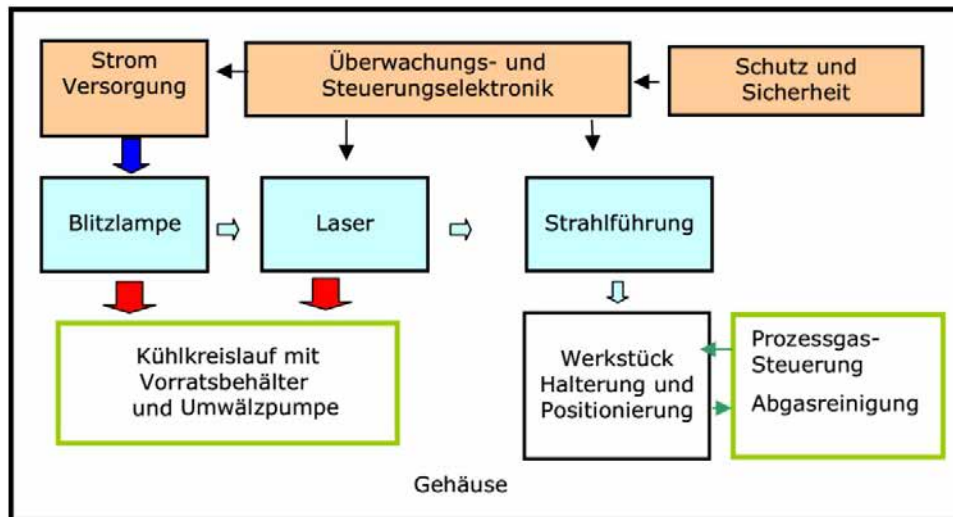 Strom
Versorgung
Überwachungs- und
Steuerungselektronik
Schutz und
Sicherheit
Blitzlampe
Laser
Strahlführung
Kühlkreislauf mit
Vorratsbehälter
und Umwälzpumpe
Werkstück
Halterung und
Positionierung
Prozessgas-
Steuerung
Abgasreinigung
Gehäuse